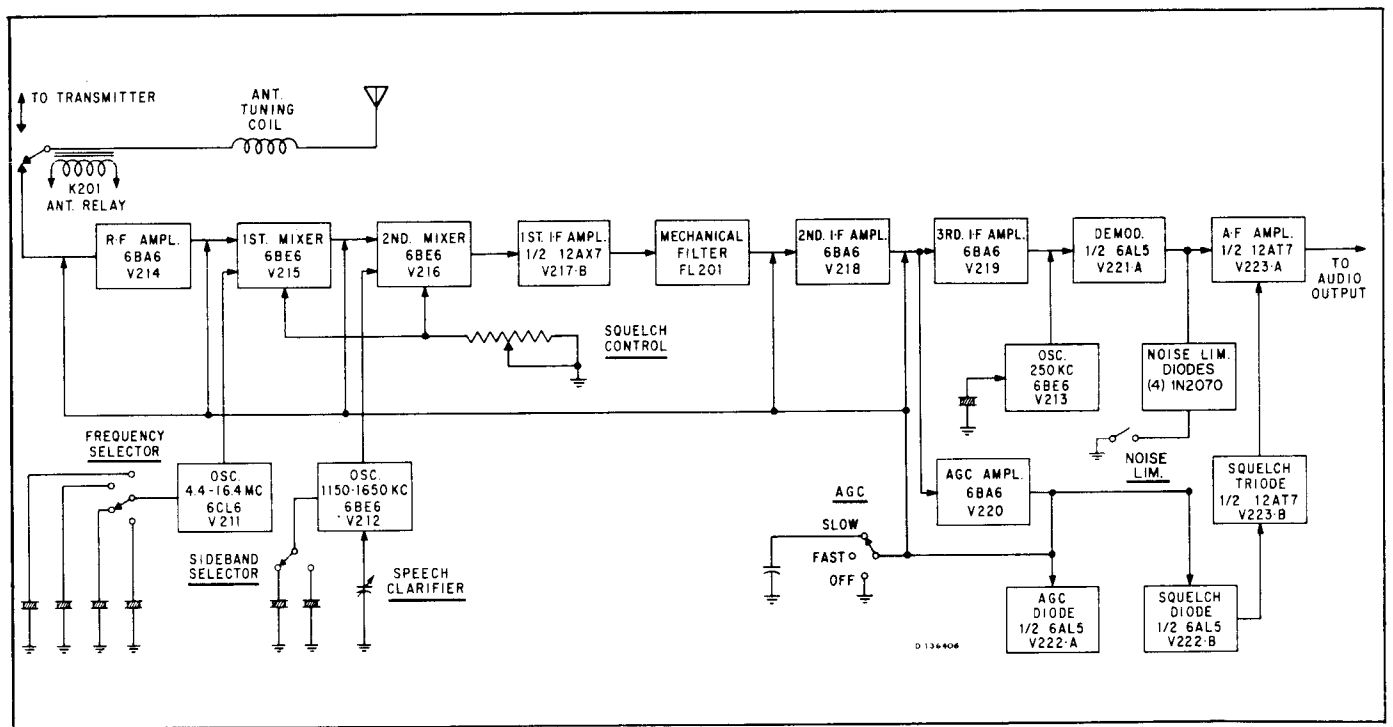 TO TRANSMITTER
ANT.
TUNING
COIL
K201
ANT. RELAY
R·F AMPL.
6BA6
V214
1ST. MIXER
6BE6
V215
2ND. MIXER
6BE6
V216
1ST. I·F AMPL.
1/2 12AX7
V217·B
MECHANICAL
FILTER
FL201
2ND. I·F AMPL.
6BA6
V218
3RD. I·F AMPL.
6BA6
V219
DEMOD.
1/2 6AL5
V221·A
A·F AMPL.
1/2 12AT7
V223·A
TO
AUDIO
OUTPUT
SQUELCH
CONTROL
OSC.
250 KC
6BE6
V213
NOISE LIM.
DIODES
(4) 1N2070
NOISE
LIM.
FREQUENCY
SELECTOR
OSC.
4.4-16.4 MC
6CL6
V211
OSC.
1150-1650 KC
6BE6
V212
SIDEBAND
SELECTOR
SPEECH
CLARIFIER
AGC
SLOW
FAST
OFF
AGC AMPL.
6BA6
V220
SQUELCH
TRIODE
1/2 12AT7
V223·B
AGC
DIODE
1/2 6AL5
V222·A
SQUELCH
DIODE
1/2 6AL5
V222·B
D 136406